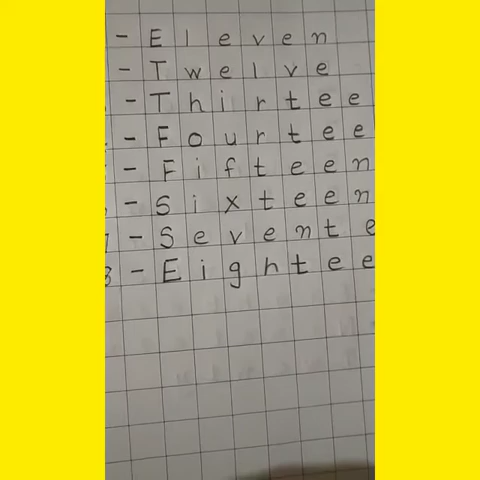 - Eleven
- Twelve
- Thirtee
- Fourtee
- Fifteen
- Sixteen
- Sevente
- Eightee